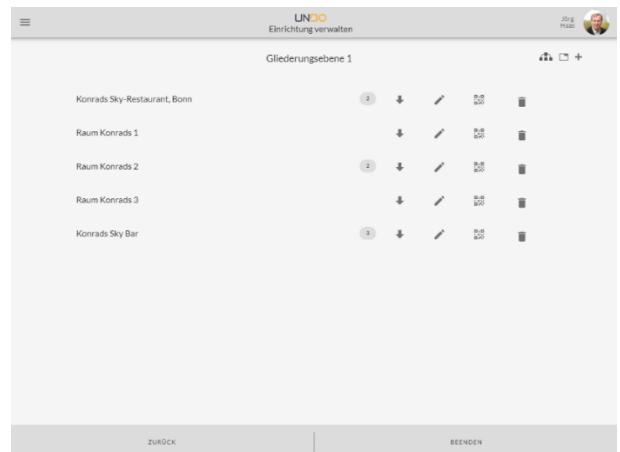 UNDO
Einrichtung verwalten
Jörg
Haas
Gliederungsebene 1
Konrads Sky-Restaurant, Bonn 2
Raum Konrads 1
Raum Konrads 2 2
Raum Konrads 3
Konrads Sky Bar 3
ZURÜCK BEENDEN